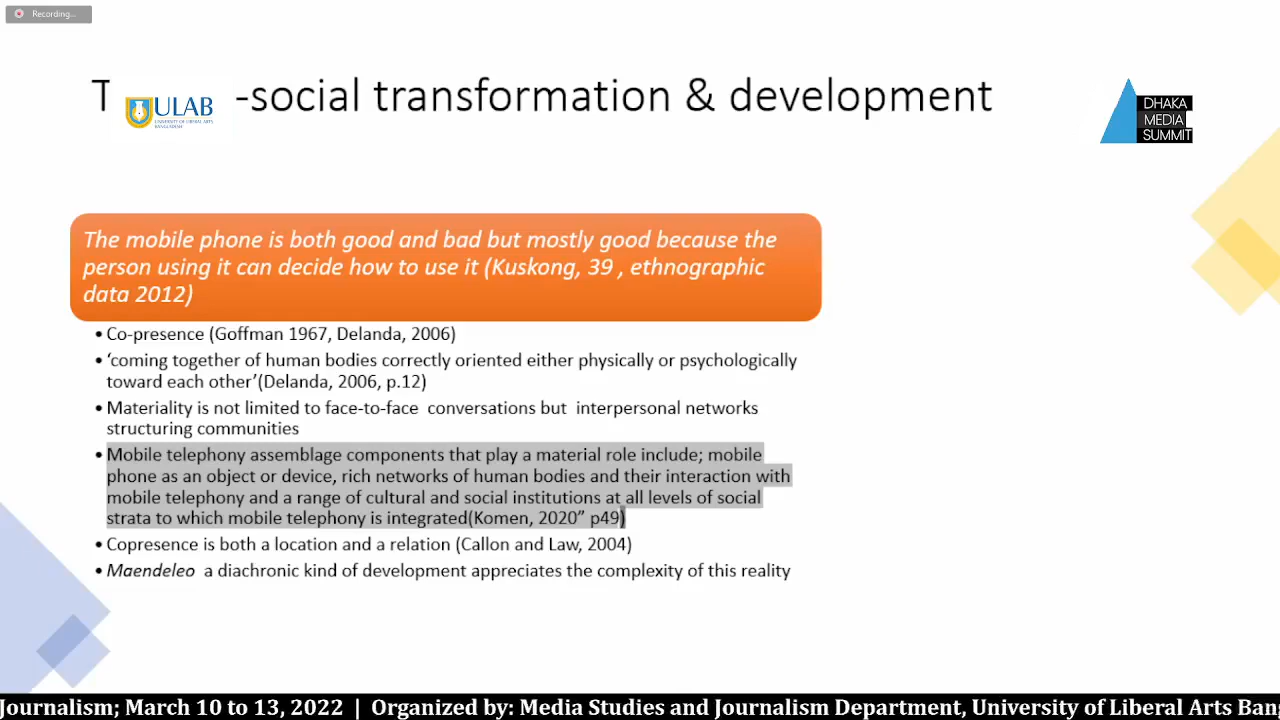 Recording...
T -social transformation & development
ULAB
UNIVERSITY OF LIBERAL ARTS
BANGLADESH
DHAKA
MEDIA
SUMMIT
The mobile phone is both good and bad but mostly good because the
person using it can decide how to use it (Kuskong, 39 , ethnographic
data 2012)
• Co-presence (Goffman 1967, Delanda, 2006)
• ‘coming together of human bodies correctly oriented either physically or psychologically
toward each other’(Delanda, 2006, p.12)
• Materiality is not limited to face-to-face conversations but interpersonal networks
structuring communities
• Mobile telephony assemblage components that play a material role include; mobile
phone as an object or device, rich networks of human bodies and their interaction with
mobile telephony and a range of cultural and social institutions at all levels of social
strata to which mobile telephony is integrated(Komen, 2020” p49)
• Copresence is both a location and a relation (Callon and Law, 2004)
• Maendeleo a diachronic kind of development appreciates the complexity of this reality
Journalism; March 10 to 13, 2022 | Organized by: Media Studies and Journalism Department, University of Liberal Arts Ban